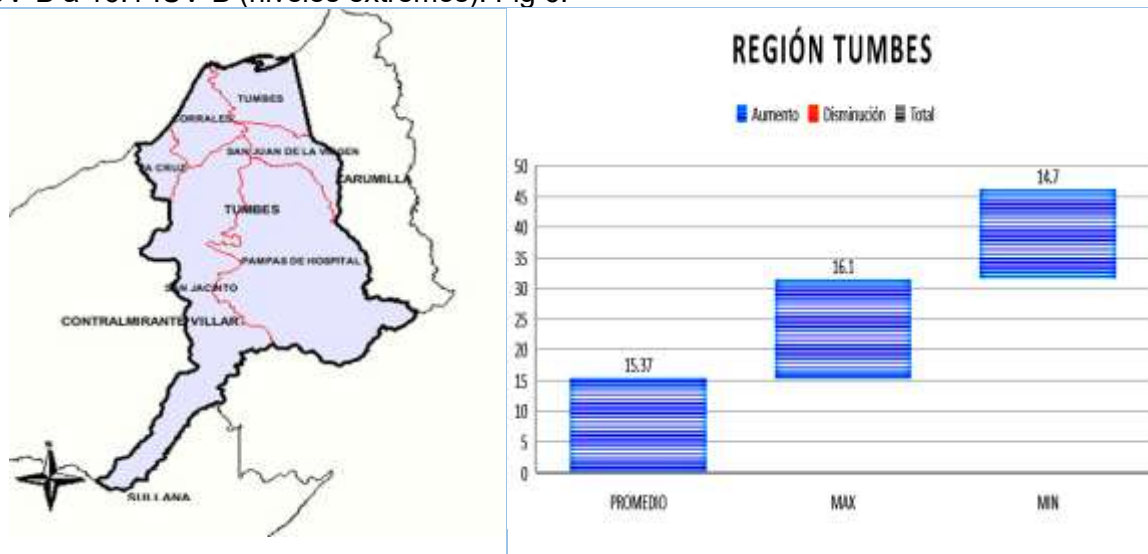 REGIÓN TUMBES
Aumento Disminución Total
TUMBES
CORRALES
SAN JUAN DE LA VIRGEN
A CRUZ
ZARUMILLA
TUMBES
PAMPAS DE HOSPITAL
SAN JACINTO
CONTRALMIRANTE VILLAR
SULLANA
N
50
45
40
35
30
25
20
15
10
5
0
15.37
16.1
14.7
PROMEDIO MAX MIN